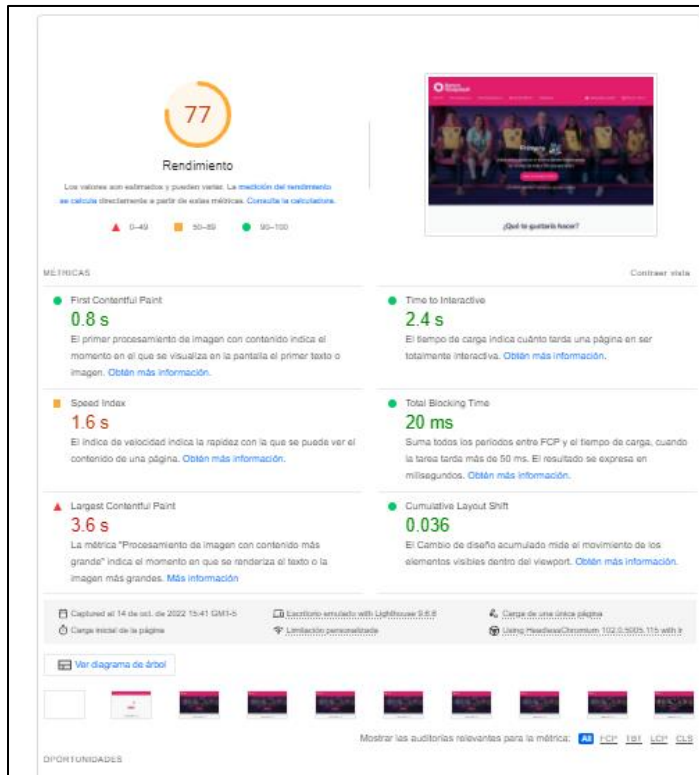 77
Rendimiento
Los valores son estimados y pueden variar. La medición del rendimiento
se calcula directamente a partir de estas métricas. Consulta la calculadora.
0–49
50–89
90–100
¿Qué te gustaría hacer?
MÉTRICAS
Contraer vista
First Contentful Paint
0.8 s
El primer procesamiento de imagen con contenido indica el
momento en el que se visualiza en la pantalla el primer texto o
imagen. Obtén más información.
Time to Interactive
2.4 s
El tiempo de carga indica cuánto tarda una página en ser
totalmente interactiva. Obtén más información.
Speed Index
1.6 s
El índice de velocidad indica la rapidez con la que se puede ver el
contenido de una página. Obtén más información.
Total Blocking Time
20 ms
Suma todos los períodos entre FCP y el tiempo de carga, cuando
la tarea tarda más de 50 ms. El resultado se expresa en
milisegundos. Obtén más información.
Largest Contentful Paint
3.6 s
La métrica "Procesamiento de imagen con contenido más
grande" indica el momento en que se renderiza el texto o la
imagen más grandes. Más información
Cumulative Layout Shift
0.036
El Cambio de diseño acumulado mide el movimiento de los
elementos visibles dentro del viewport. Obtén más información.
Captured at 14 de oct. de 2022 15:41 GMT-5
Escritorio emulado with Lighthouse 9.6.6
Carga de una única página
Carga inicial de la página
Limitación personalizada
Using HeadlessChromium 102.0.5005.115 with lr
Ver diagrama de árbol
Mostrar las auditorías relevantes para la métrica: All FCP TBT LCP CLS
OPORTUNIDADES